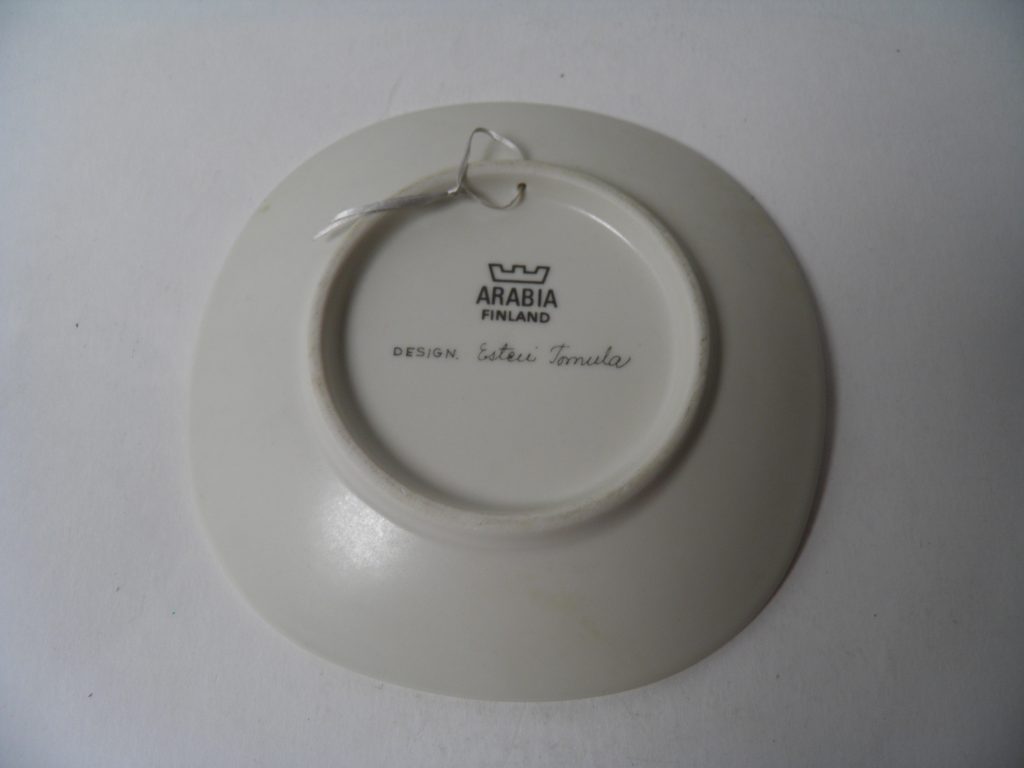 ARABIA
FINLAND
DESIGN. Esteri Tomula